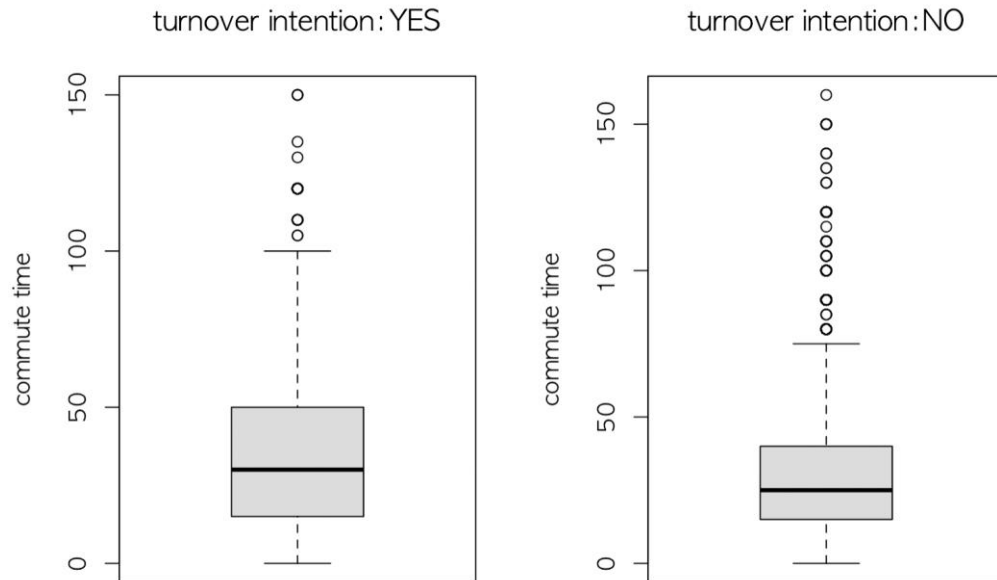 turnover intention: YES
150
100
50
0
commute time
turnover intention: NO
150
100
50
0
commute time